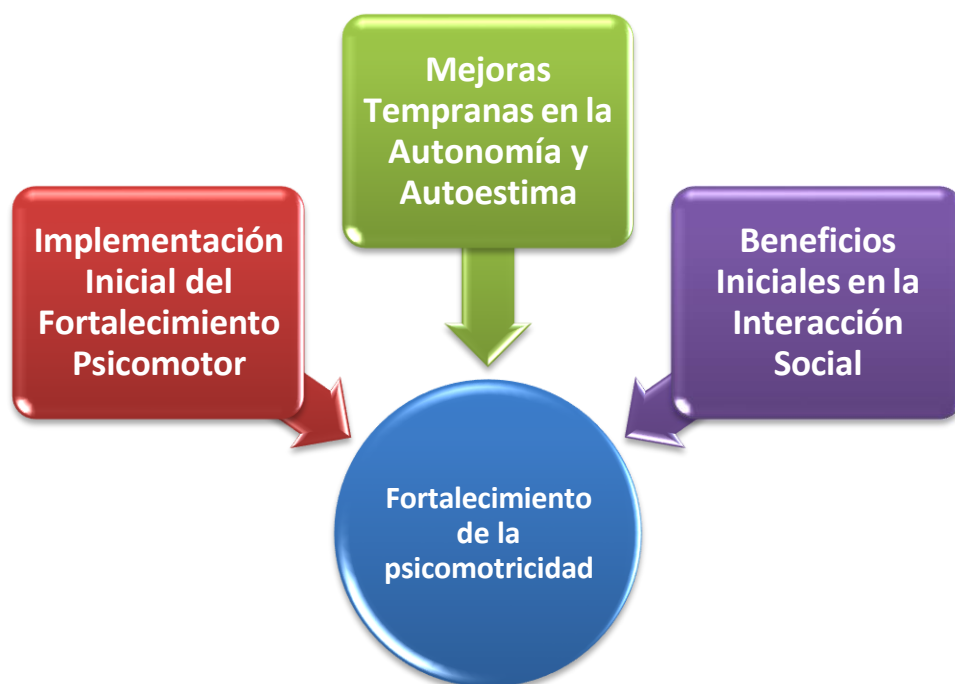 Mejoras
Tempranas en la
Autonomía y
Autoestima
Implementación
Inicial del
Fortalecimiento
Psicomotor
Beneficios
Iniciales en la
Interacción
Social
Fortalecimiento
de la
psicomotricidad